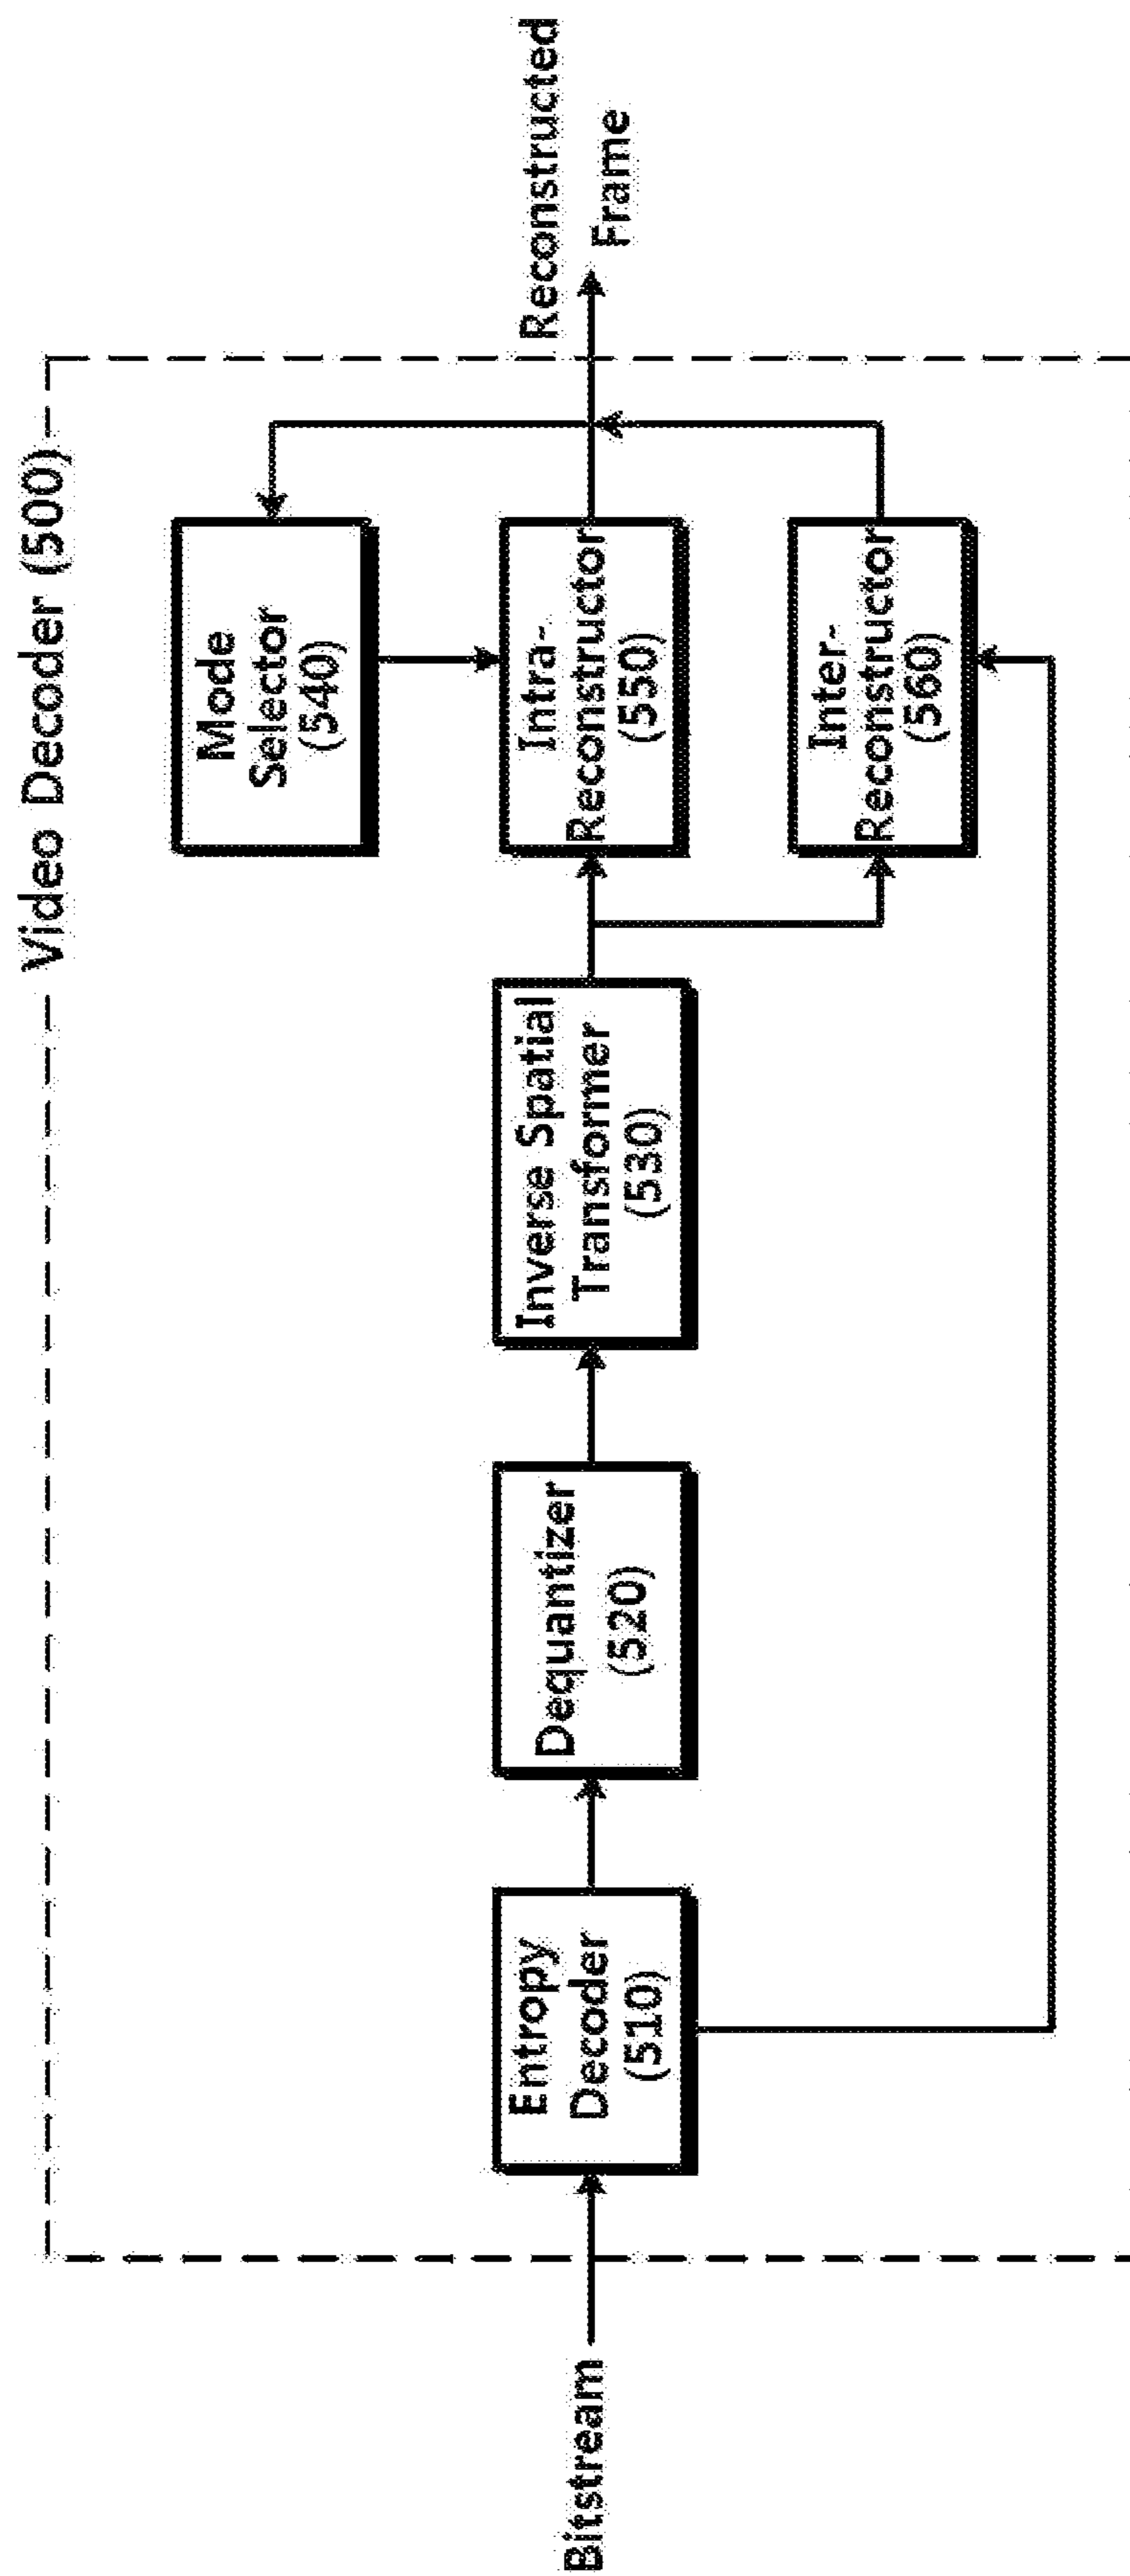 Video Decoder (500)
Bitstream
Entropy
Decoder
(510)
Dequantizer
(520)
Inverse Spatial
Transformer
(530)
Mode
Selector
(540)
Intra-
Reconstructor
(550)
Inter-
Reconstructor
(560)
Reconstructed
Frame